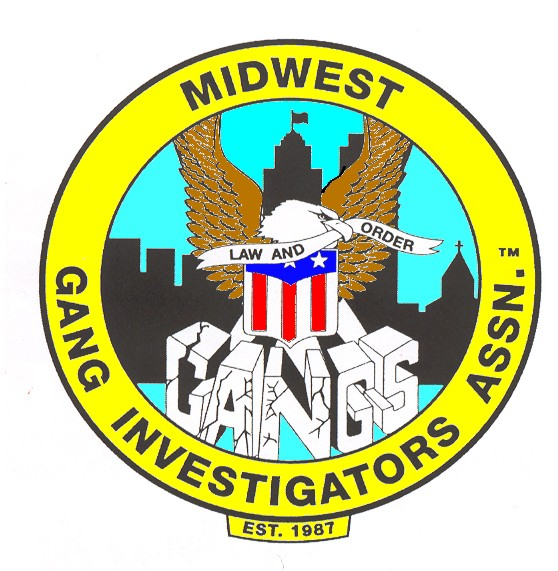 MIDWEST
GANG INVESTIGATORS ASSN.™
LAW AND ORDER
GANGS
EST. 1987